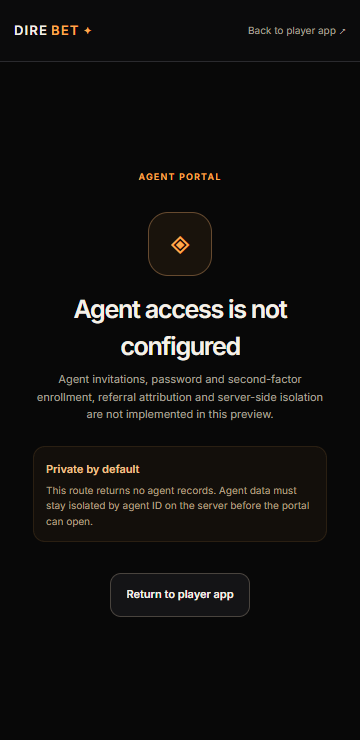 DIRE BET ✦
Back to player app ↗
AGENT PORTAL
Agent access is not
configured
Agent invitations, password and second-factor
enrollment, referral attribution and server-side isolation
are not implemented in this preview.
Private by default
This route returns no agent records. Agent data must
stay isolated by agent ID on the server before the portal
can open.
Return to player app